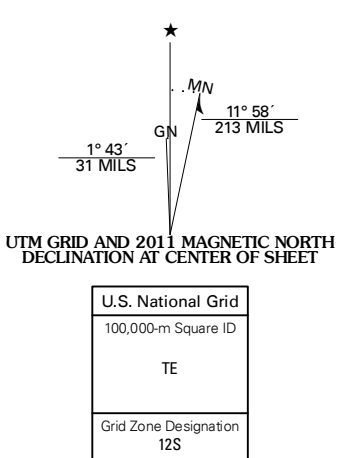 ★
MN
GN
11° 58´
213 MILS
1° 43´
31 MILS
UTM GRID AND 2011 MAGNETIC NORTH
DECLINATION AT CENTER OF SHEET
U.S. National Grid
100,000-m Square ID
TE
Grid Zone Designation
12S